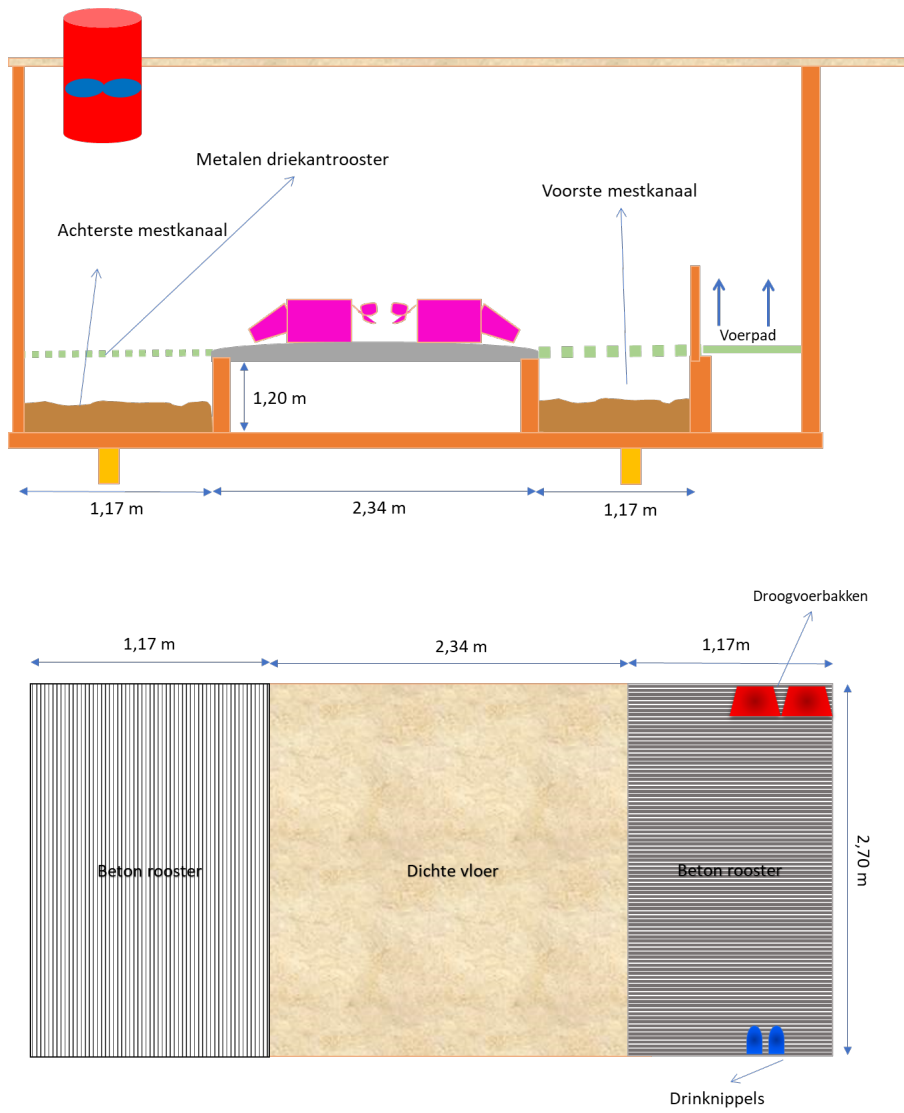 Metalen driekantrooster
Voorste mestkanaal
Achterste mestkanaal
Voerpad
1,20 m
1,17 m
2,34 m
1,17 m
Droogvoerbakken
1,17 m
2,34 m
1,17m
Beton rooster
Dichte vloer
Beton rooster
2,70 m
Drinknippels